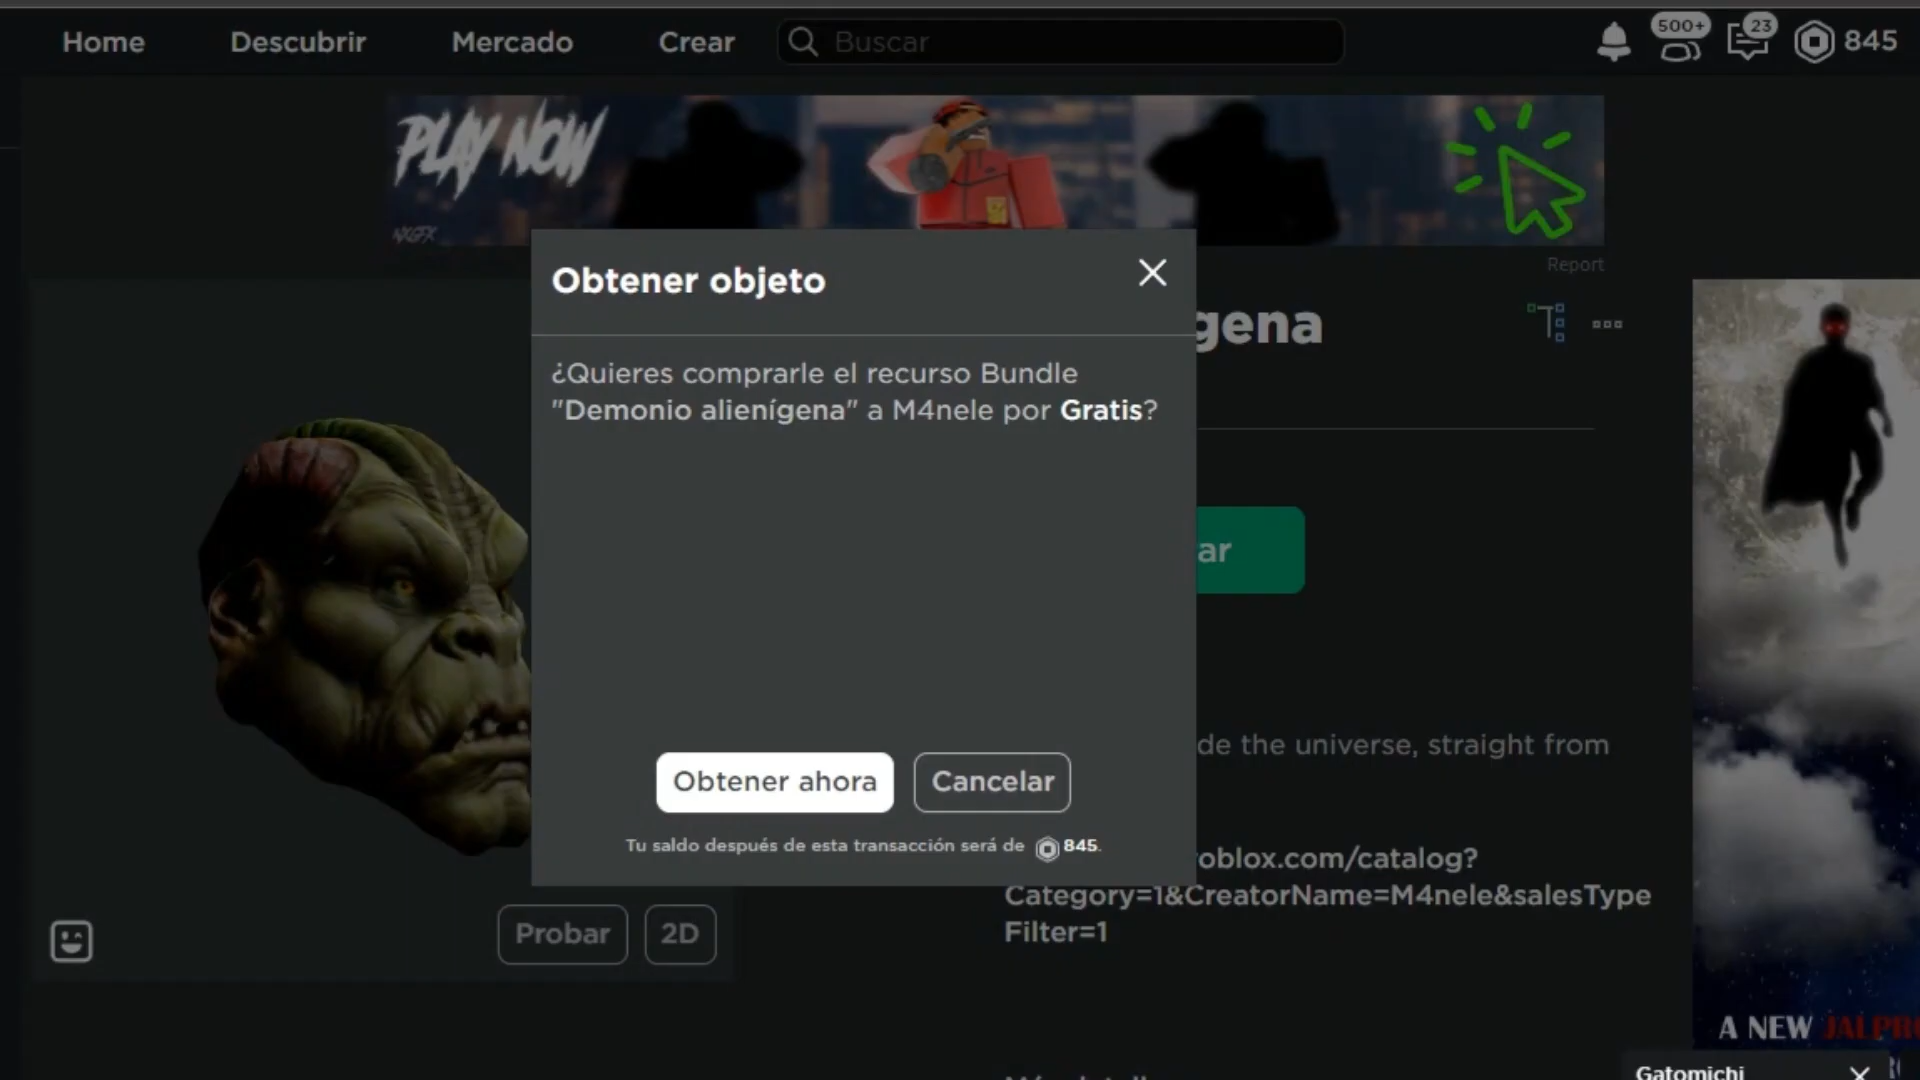 Home Descubrir Mercado Crear Buscar 500+ 23 845
PLAY NOW
NXGFX
Report
Obtener objeto
gena
¿Quieres comprarle el recurso Bundle
"Demonio alienígena" a M4nele por Gratis?
ar
de the universe, straight from
Obtener ahora Cancelar
Tu saldo después de esta transacción será de 845.
oblox.com/catalog?
Category=1&CreatorName=M4nele&salesType
Filter=1
Probar 2D
A NEW
Gatomichi